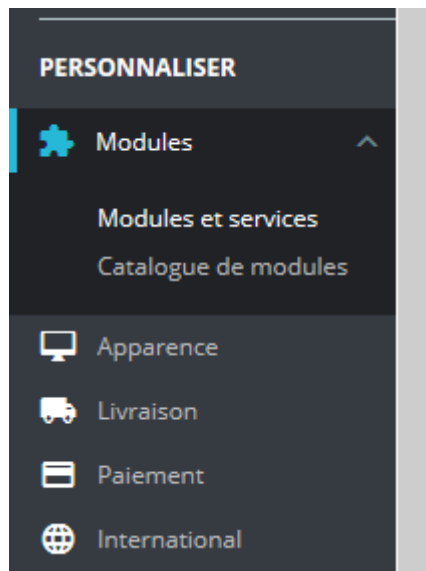 PERSONNALISER
Modules
Modules et services
Catalogue de modules
Apparence
Livraison
Paiement
International